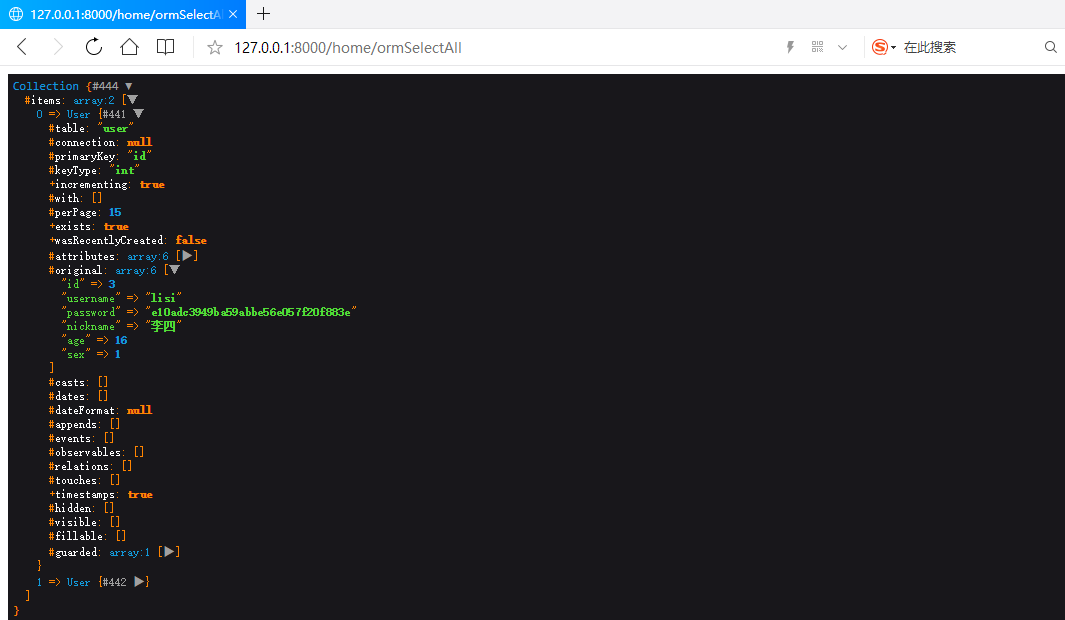 127.0.0.1:8000/home/ormSelectAl
127.0.0.1:8000/home/ormSelectAll
在此搜索
Collection {#444 ▼
#items: array:2 [▼
0 => User {#441 ▼
#table: "user"
#connection: null
#primaryKey: "id"
#keyType: "int"
+incrementing: true
#with: []
#perPage: 15
+exists: true
+wasRecentlyCreated: false
#attributes: array:6 [▶]
#original: array:6 [▼
"id" => 3
"username" => "lisi"
"password" => "e10adc3949ba59abbe56e057f20f883e"
"nickname" => "李四"
"age" => 16
"sex" => 1
]
#casts: []
#dates: []
#dateFormat: null
#appends: []
#events: []
#observables: []
#relations: []
#touches: []
+timestamps: true
#hidden: []
#visible: []
#fillable: []
#guarded: array:1 [▶]
}
1 => User {#442 ▶}
]
}